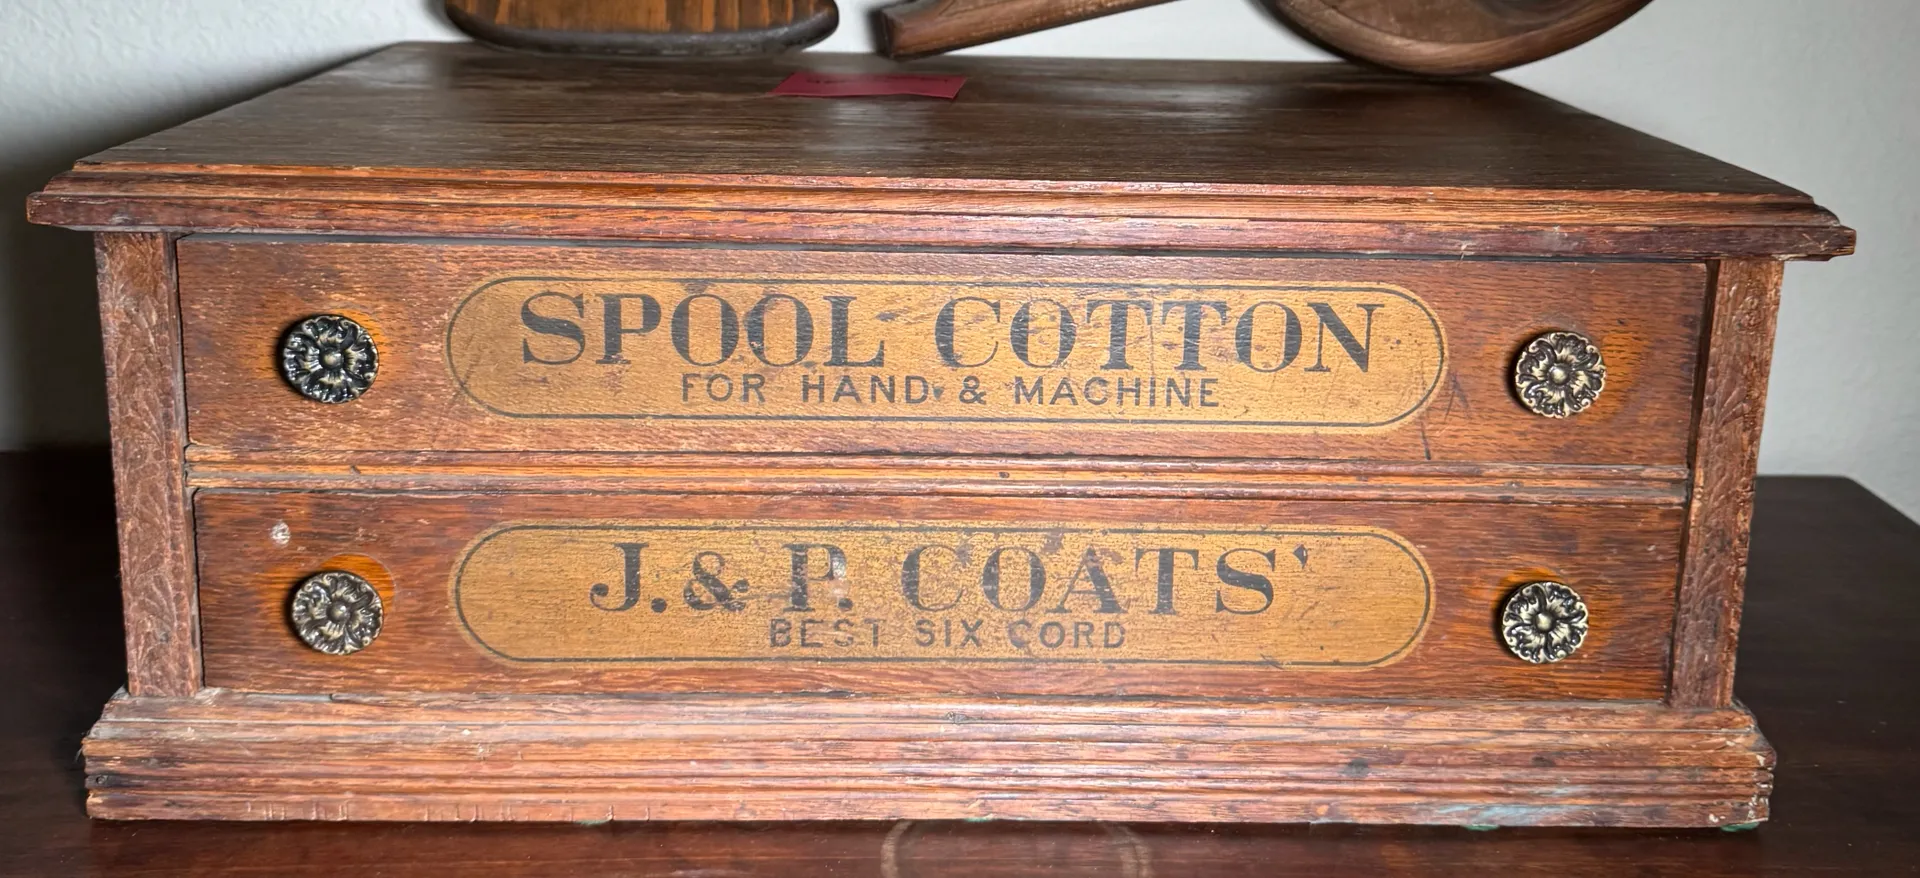 SPOOL COTTON
FOR HAND & MACHINE
J. & P. COATS'
BEST SIX CORD